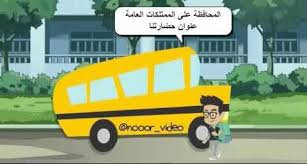 المحافظة على الممتلكات العامة
عنوان حضارتنا
@nooor_video